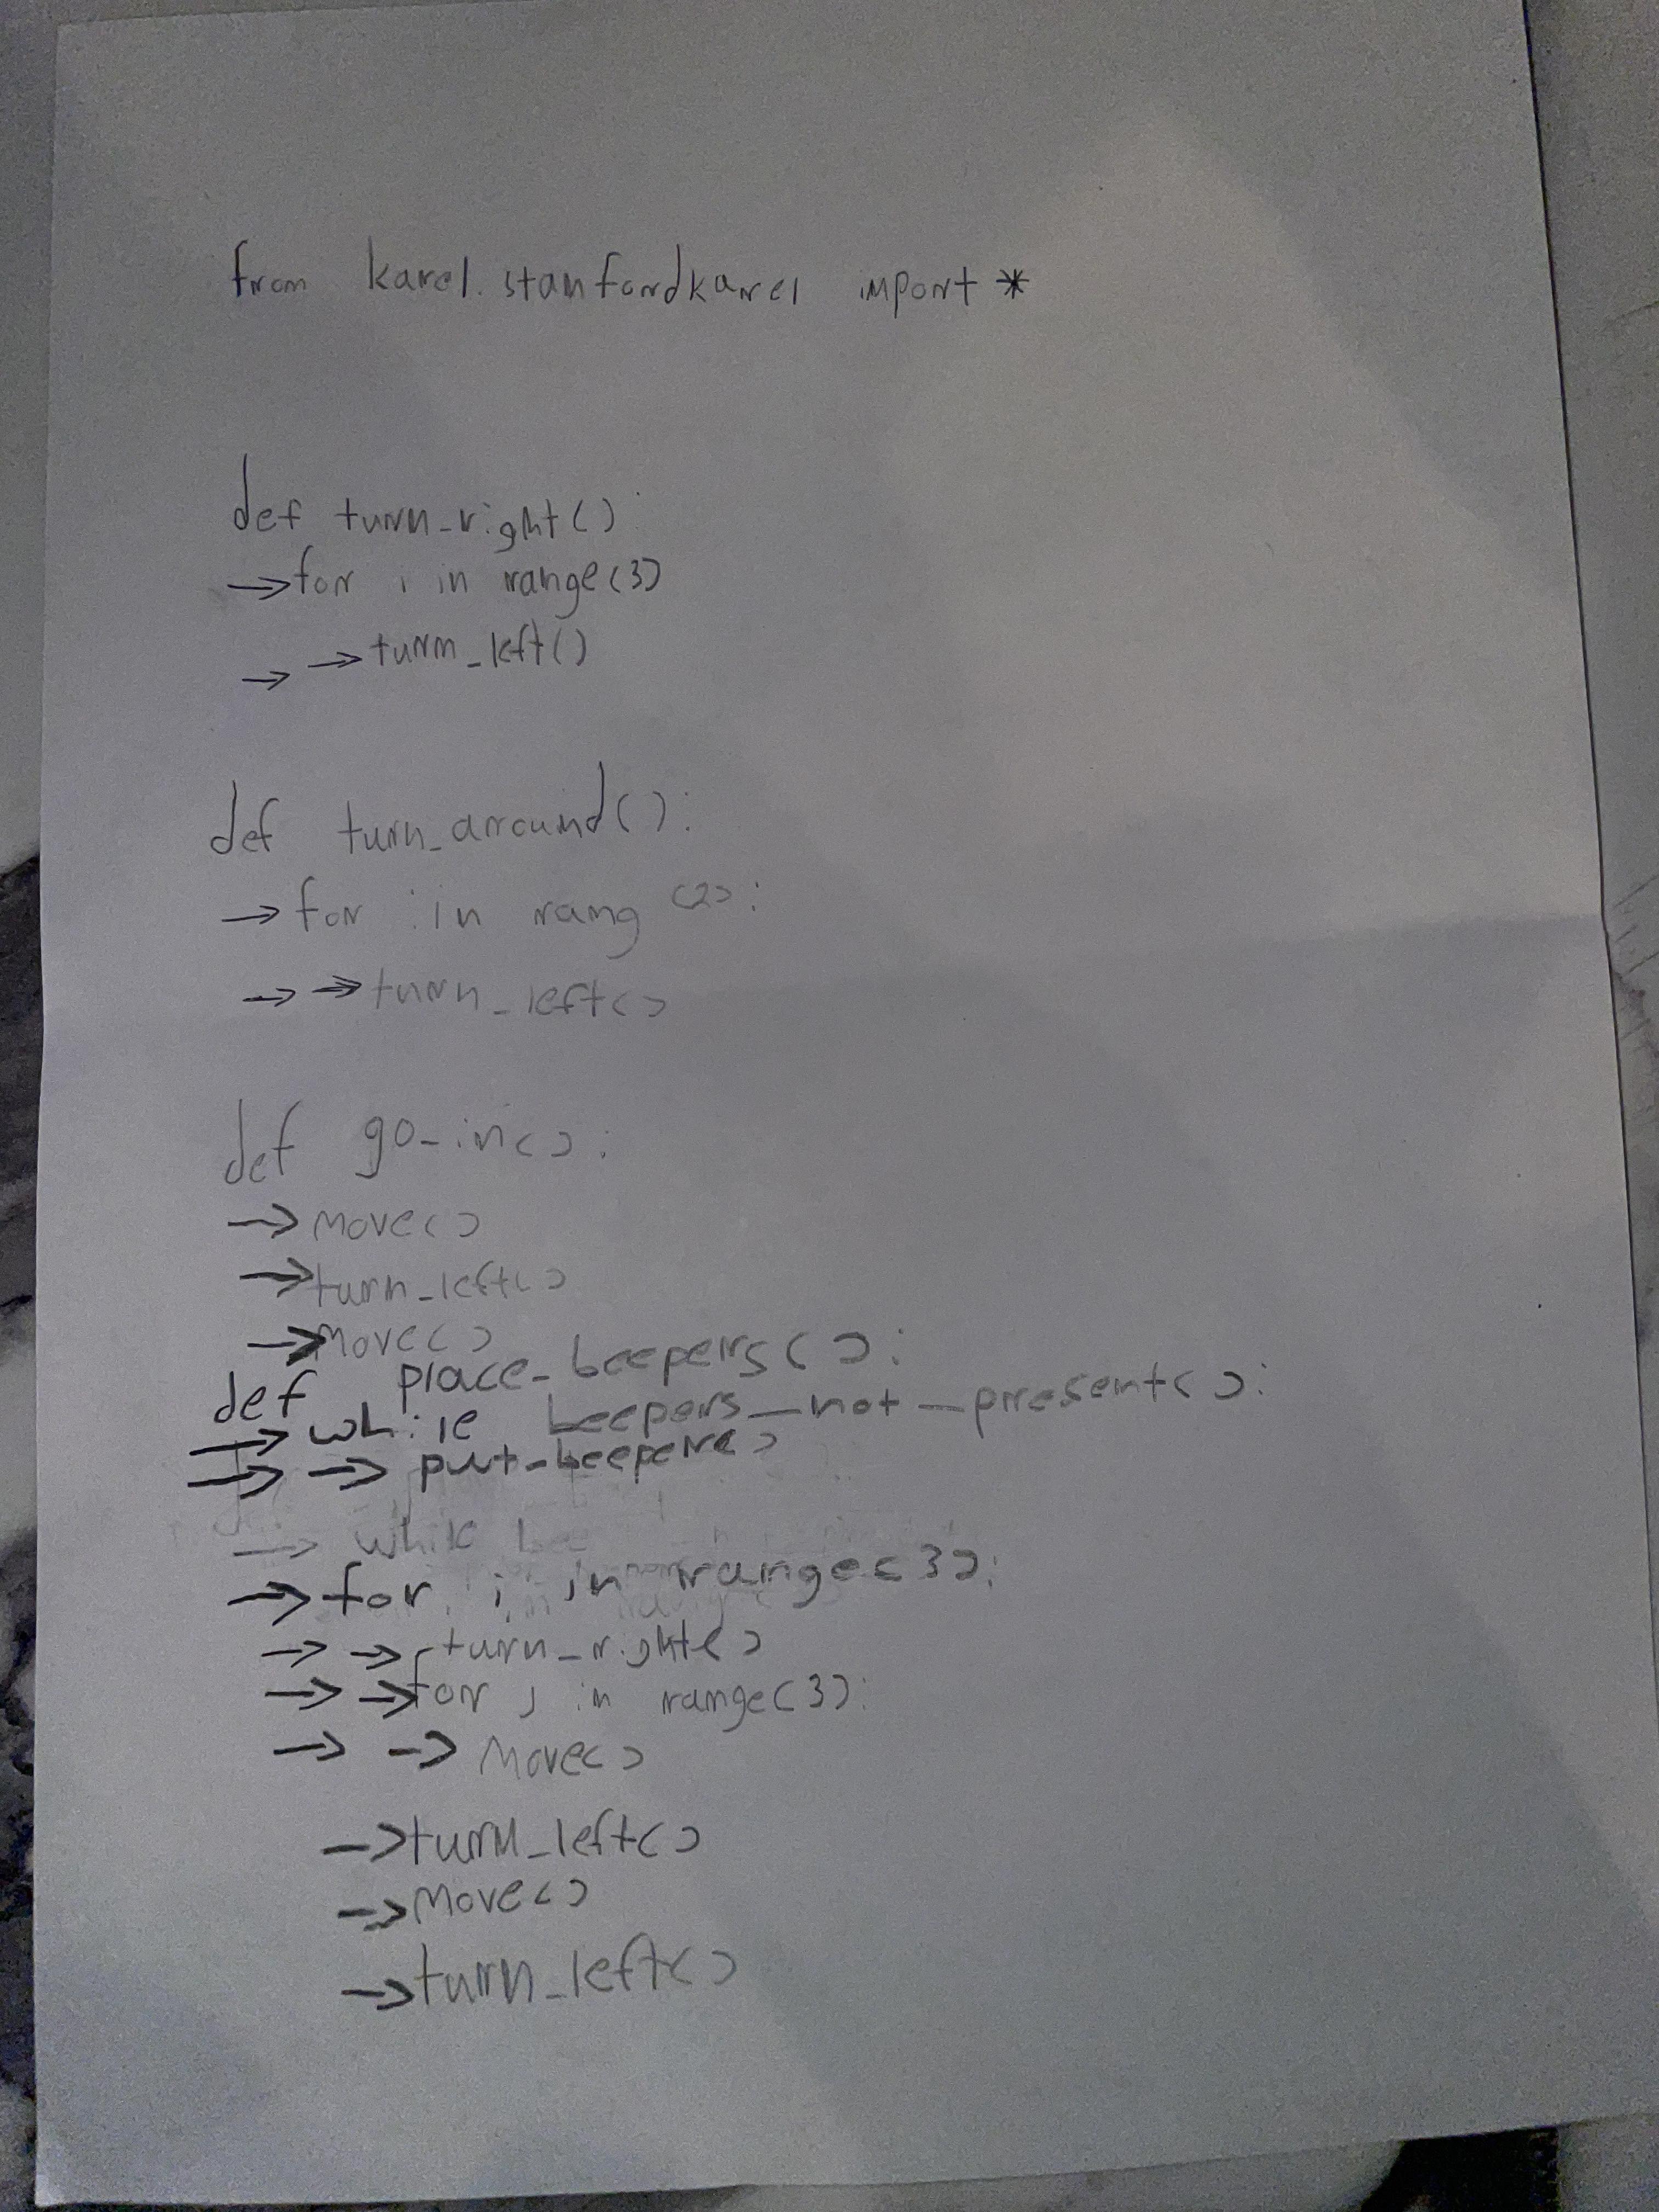 from karel.stanfordkarel import *
def turn_right():
→for i in range(3)
→ →turn_left()
def turn_arround():
→ for i in rang (2):
→ →turn_left()
def go_in():
→ move()
→turn_left()
→move()
def place_beepers():
→ while beepers_not_present():
→ → put_beeper()
→ while be
→ for i in range(3):
→ → turn_right()
→ →for j in range(3):
→ → move()
→turn_left()
→move()
→turn_left()